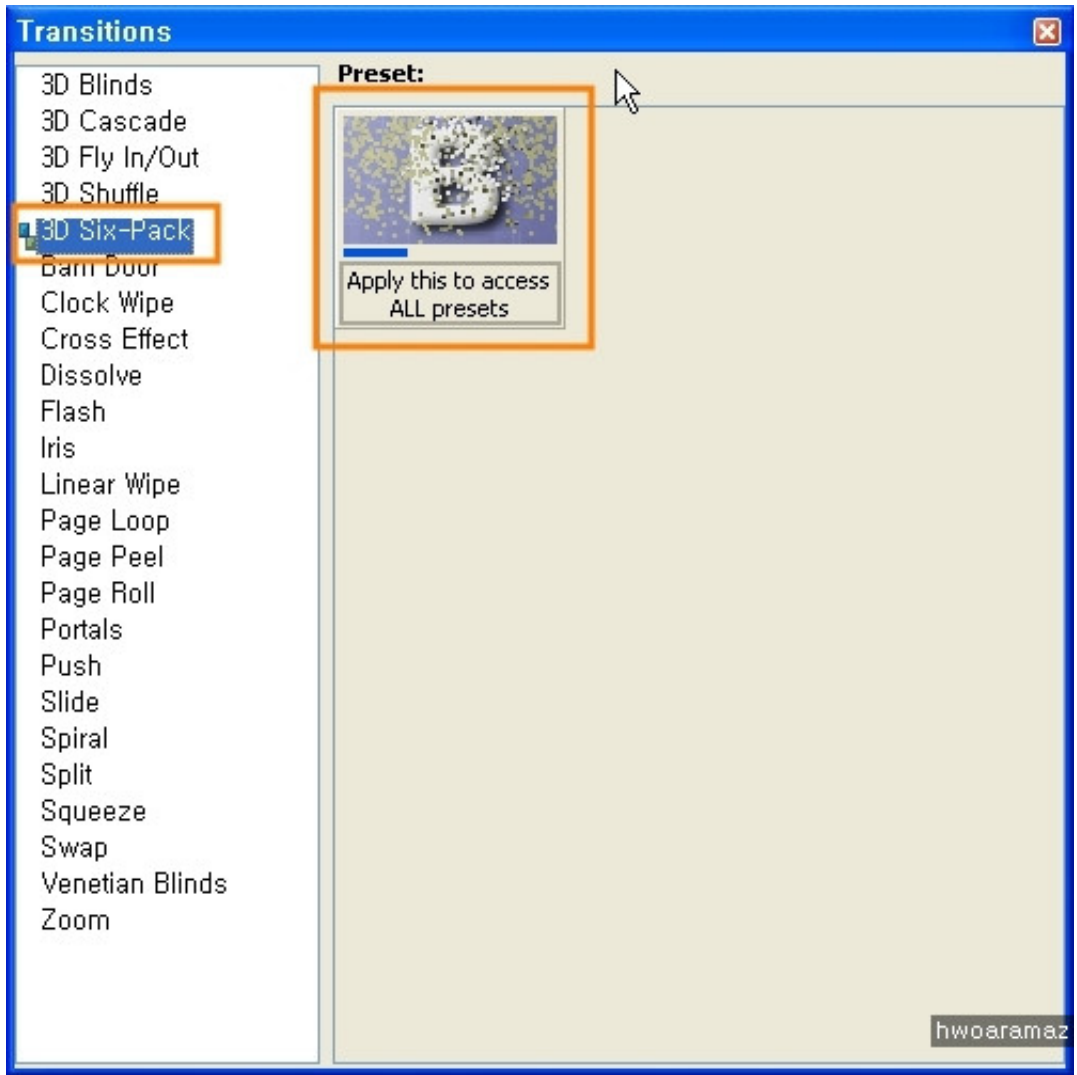 Transitions
3D Blinds
3D Cascade
3D Fly In/Out
3D Shuffle
3D Six-Pack
Barn Door
Clock Wipe
Cross Effect
Dissolve
Flash
Iris
Linear Wipe
Page Loop
Page Peel
Page Roll
Portals
Push
Slide
Spiral
Split
Squeeze
Swap
Venetian Blinds
Zoom
Preset:
B
Apply this to access
ALL presets
hwoaramaz